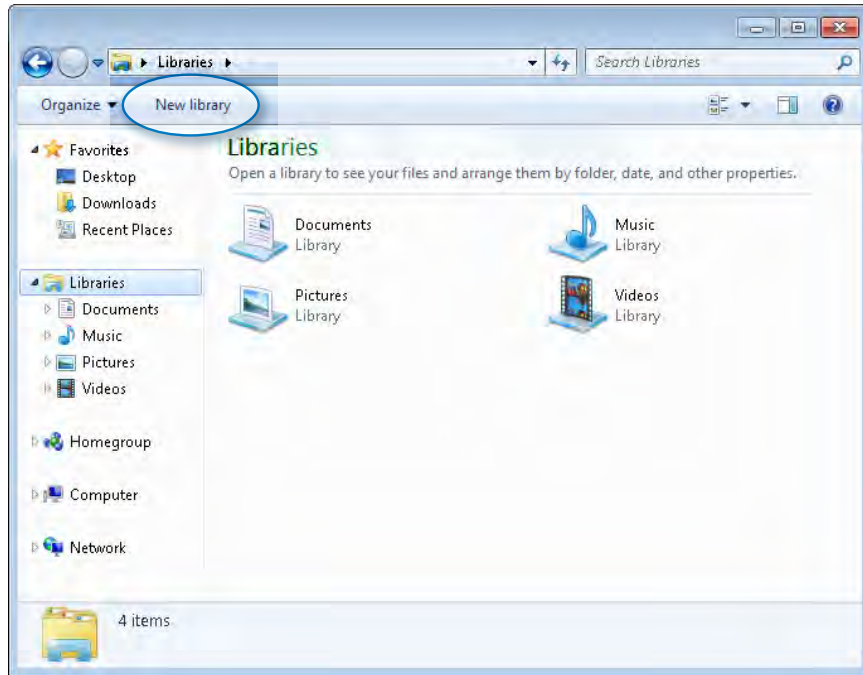 Libraries
Search Libraries
Organize
New library
Favorites
Desktop
Downloads
Recent Places
Libraries
Documents
Music
Pictures
Videos
Homegroup
Computer
Network
Libraries
Open a library to see your files and arrange them by folder, date, and other properties.
Documents
Library
Music
Library
Pictures
Library
Videos
Library
4 items